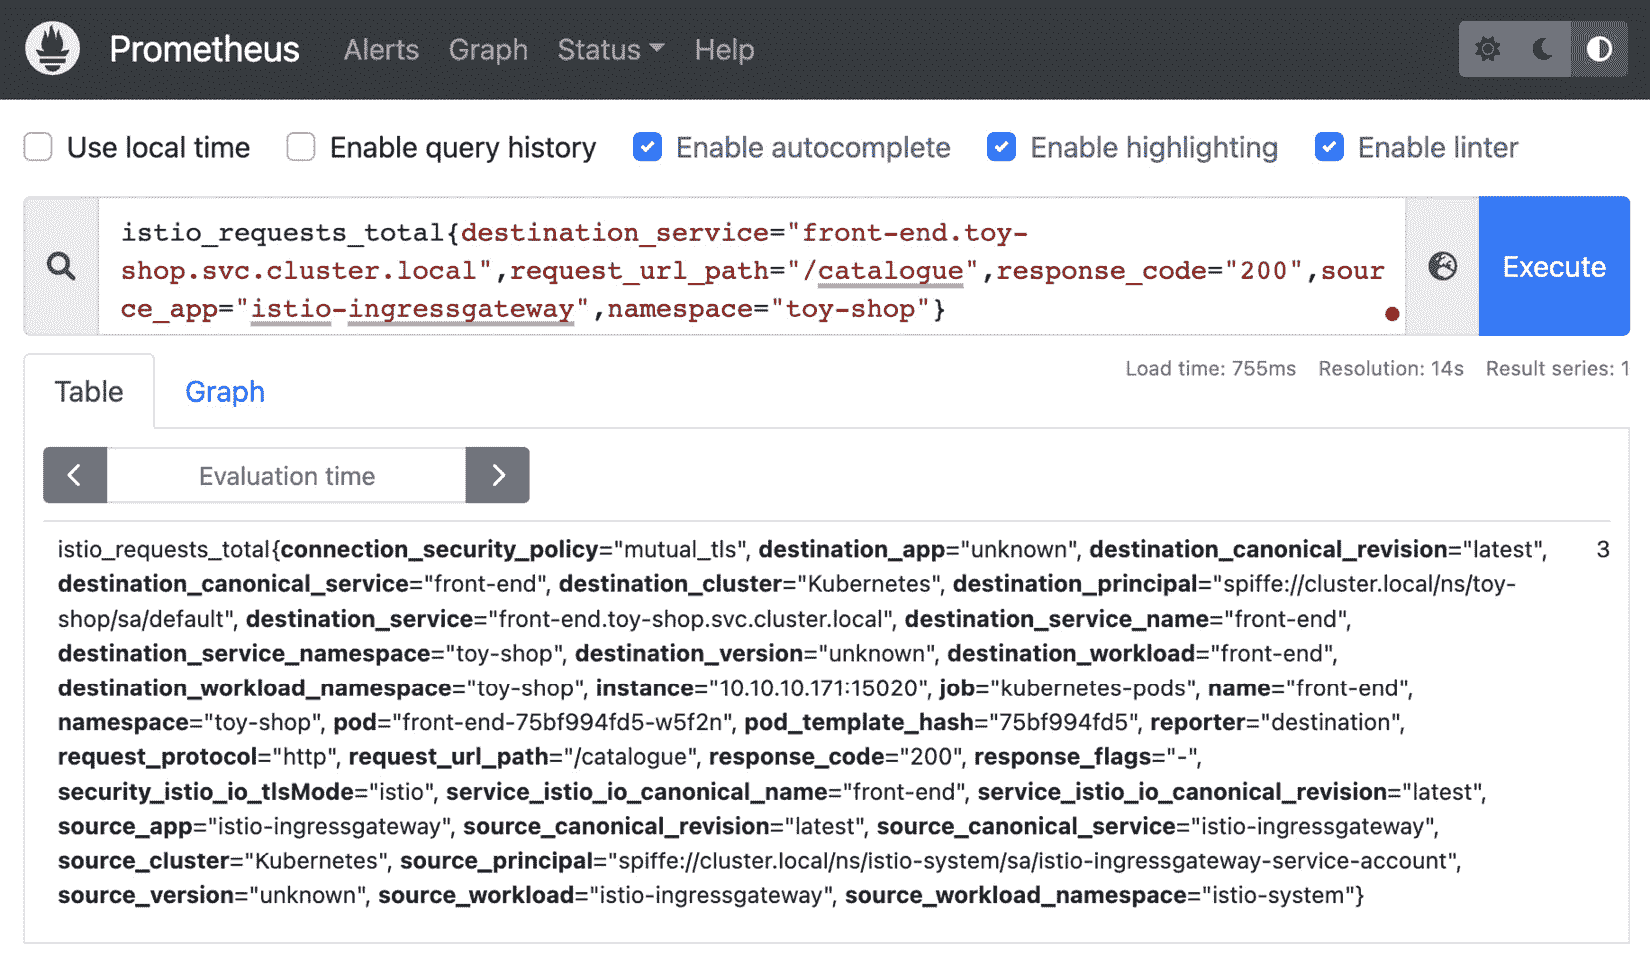 Prometheus Alerts Graph Status Help
Use local time Enable query history Enable autocomplete Enable highlighting Enable linter
istio_requests_total{destination_service="front-end.toy-
shop.svc.cluster.local",request_url_path="/catalogue",response_code="200",sour
ce_app="istio-ingressgateway",namespace="toy-shop"}
Execute
Load time: 755ms Resolution: 14s Result series: 1
Table Graph
Evaluation time
istio_requests_total{connection_security_policy="mutual_tls", destination_app="unknown", destination_canonical_revision="latest", 3
destination_canonical_service="front-end", destination_cluster="Kubernetes", destination_principal="spiffe://cluster.local/ns/toy-
shop/sa/default", destination_service="front-end.toy-shop.svc.cluster.local", destination_service_name="front-end",
destination_service_namespace="toy-shop", destination_version="unknown", destination_workload="front-end",
destination_workload_namespace="toy-shop", instance="10.10.10.171:15020", job="kubernetes-pods", name="front-end",
namespace="toy-shop", pod="front-end-75bf994fd5-w5f2n", pod_template_hash="75bf994fd5", reporter="destination",
request_protocol="http", request_url_path="/catalogue", response_code="200", response_flags="-",
security_istio_io_tlsMode="istio", service_istio_io_canonical_name="front-end", service_istio_io_canonical_revision="latest",
source_app="istio-ingressgateway", source_canonical_revision="latest", source_canonical_service="istio-ingressgateway",
source_cluster="Kubernetes", source_principal="spiffe://cluster.local/ns/istio-system/sa/istio-ingressgateway-service-account",
source_version="unknown", source_workload="istio-ingressgateway", source_workload_namespace="istio-system"}